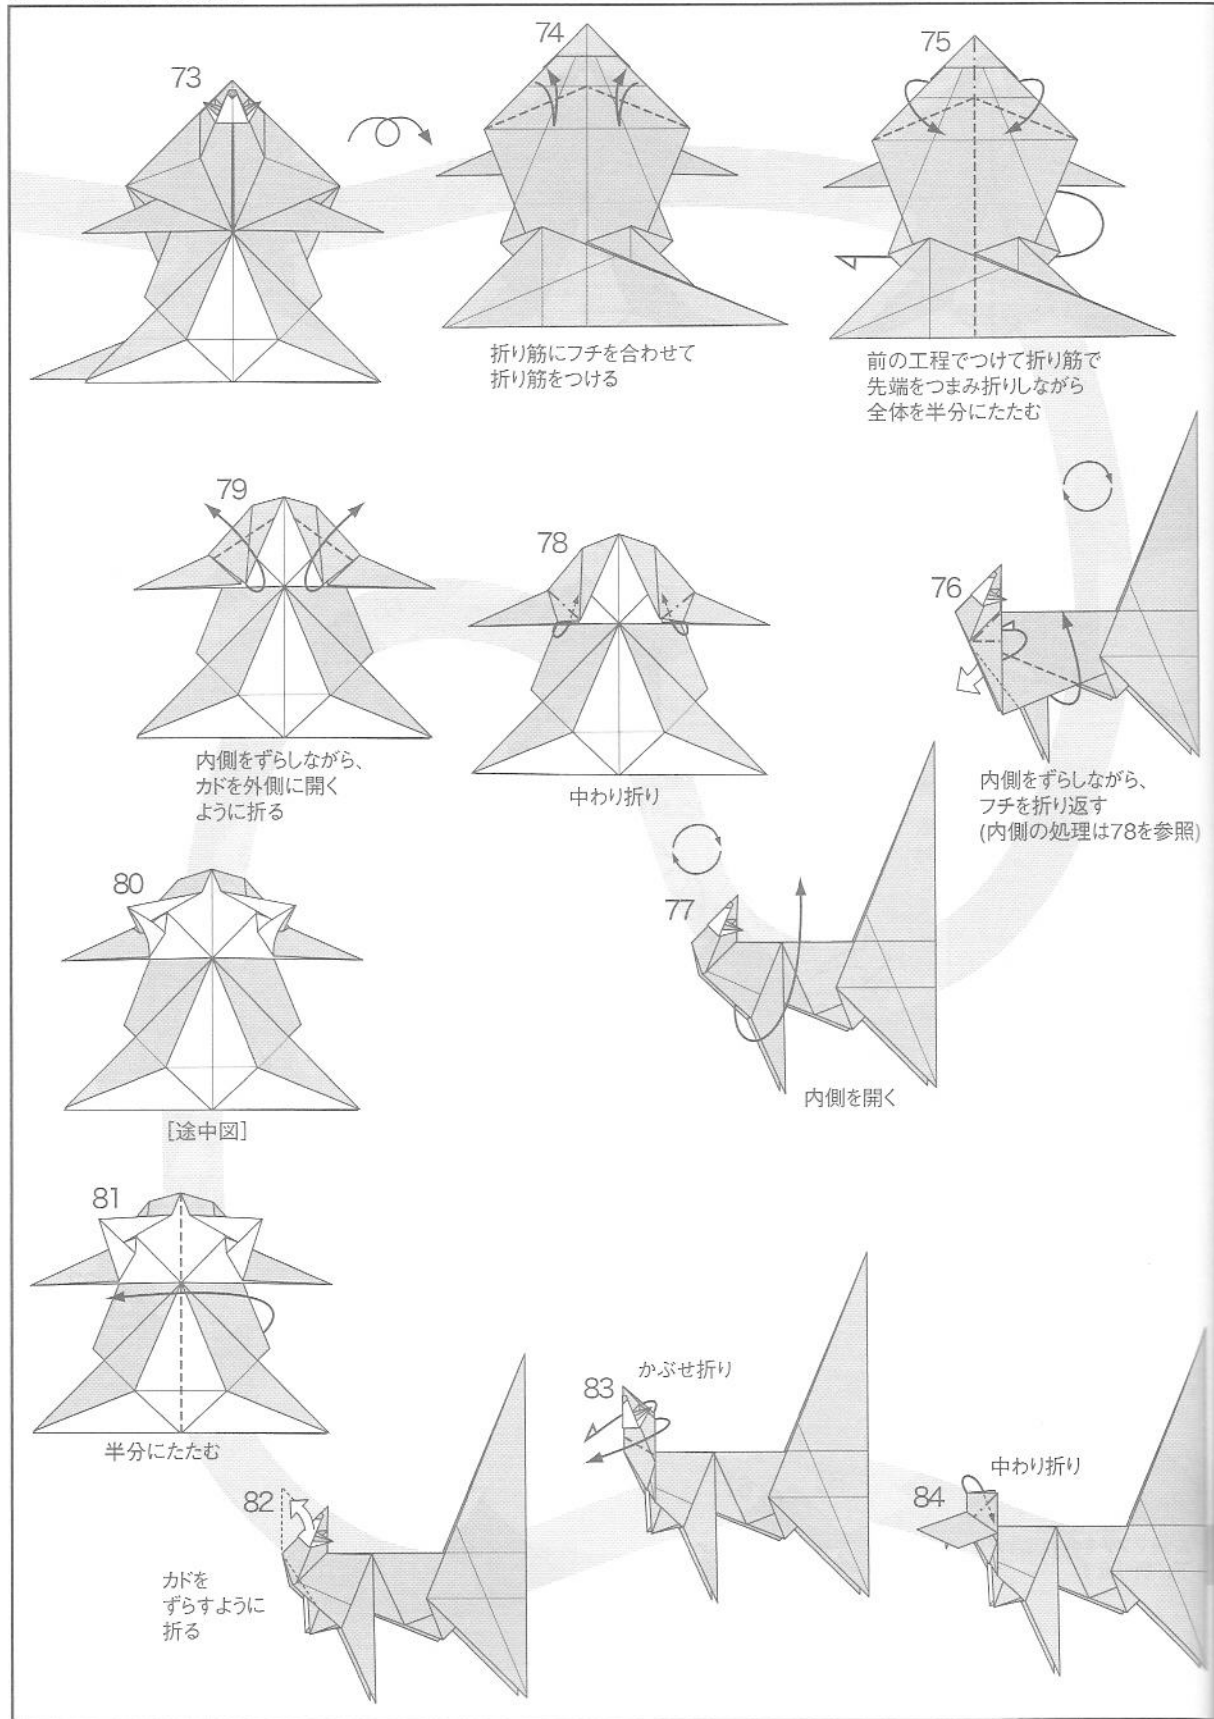 73
74
折り筋にフチを合わせて
折り筋をつける
75
前の工程でつけて折り筋で
先端をつまみ折りしながら
全体を半分にたたむ
76
内側をずらしながら、
フチを折り返す
(内側の処理は78を参照)
77
内側を開く
78
中わり折り
79
内側をずらしながら、
カドを外側に開く
ように折る
80
[途中図]
81
半分にたたむ
82
カドを
ずらすように
折る
83
かぶせ折り
84
中わり折り